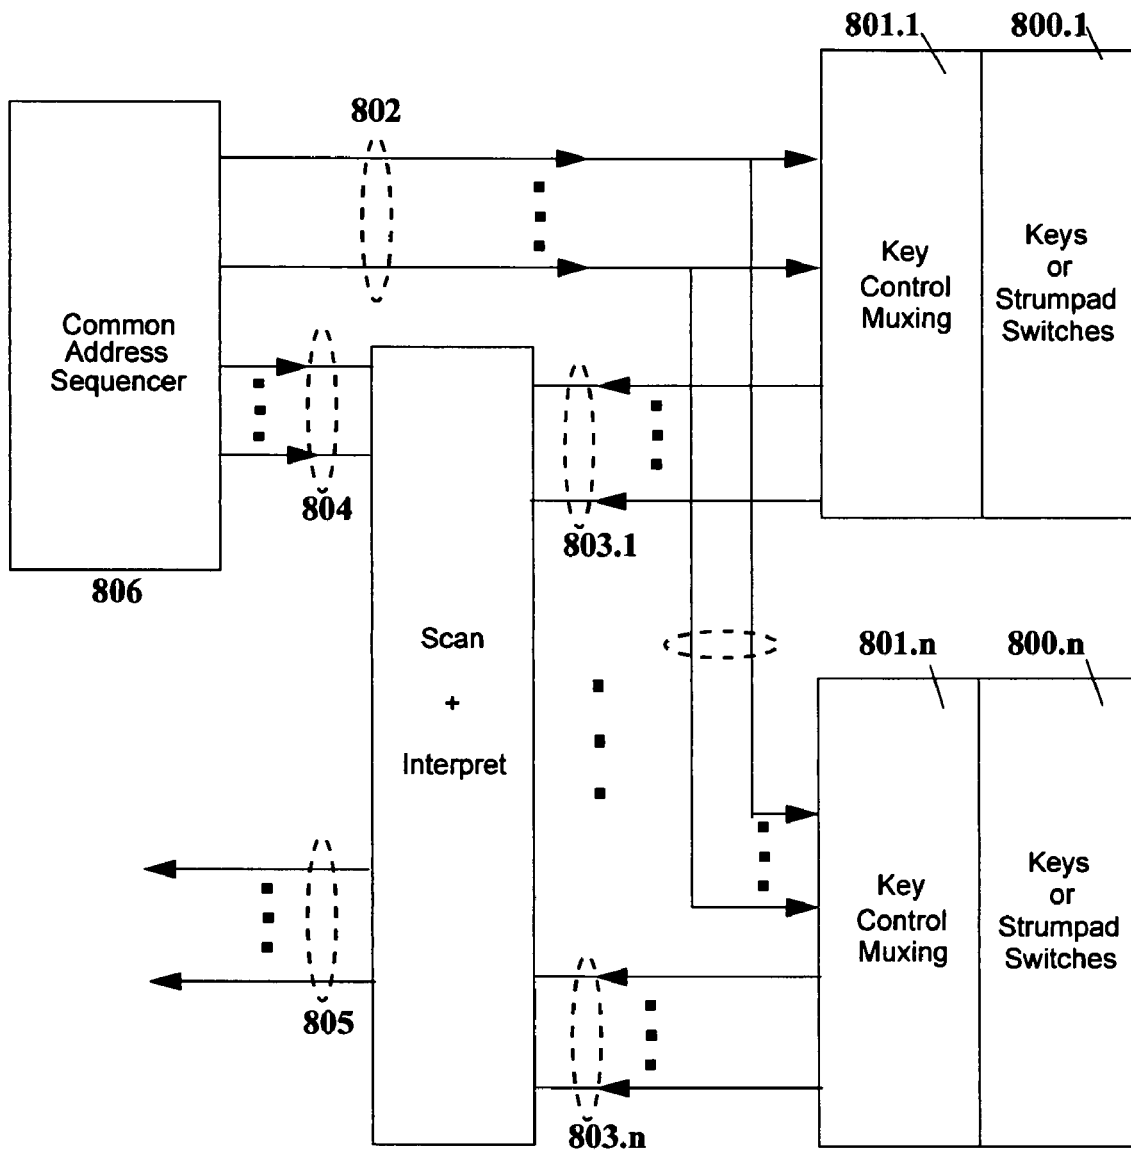 801.1
800.1
802
Common
Address
Sequencer
Key
Control
Muxing
Keys
or
Strumpad
Switches
804
803.1
806
Scan
+
Interpret
801.n
800.n
Key
Control
Muxing
Keys
or
Strumpad
Switches
805
803.n